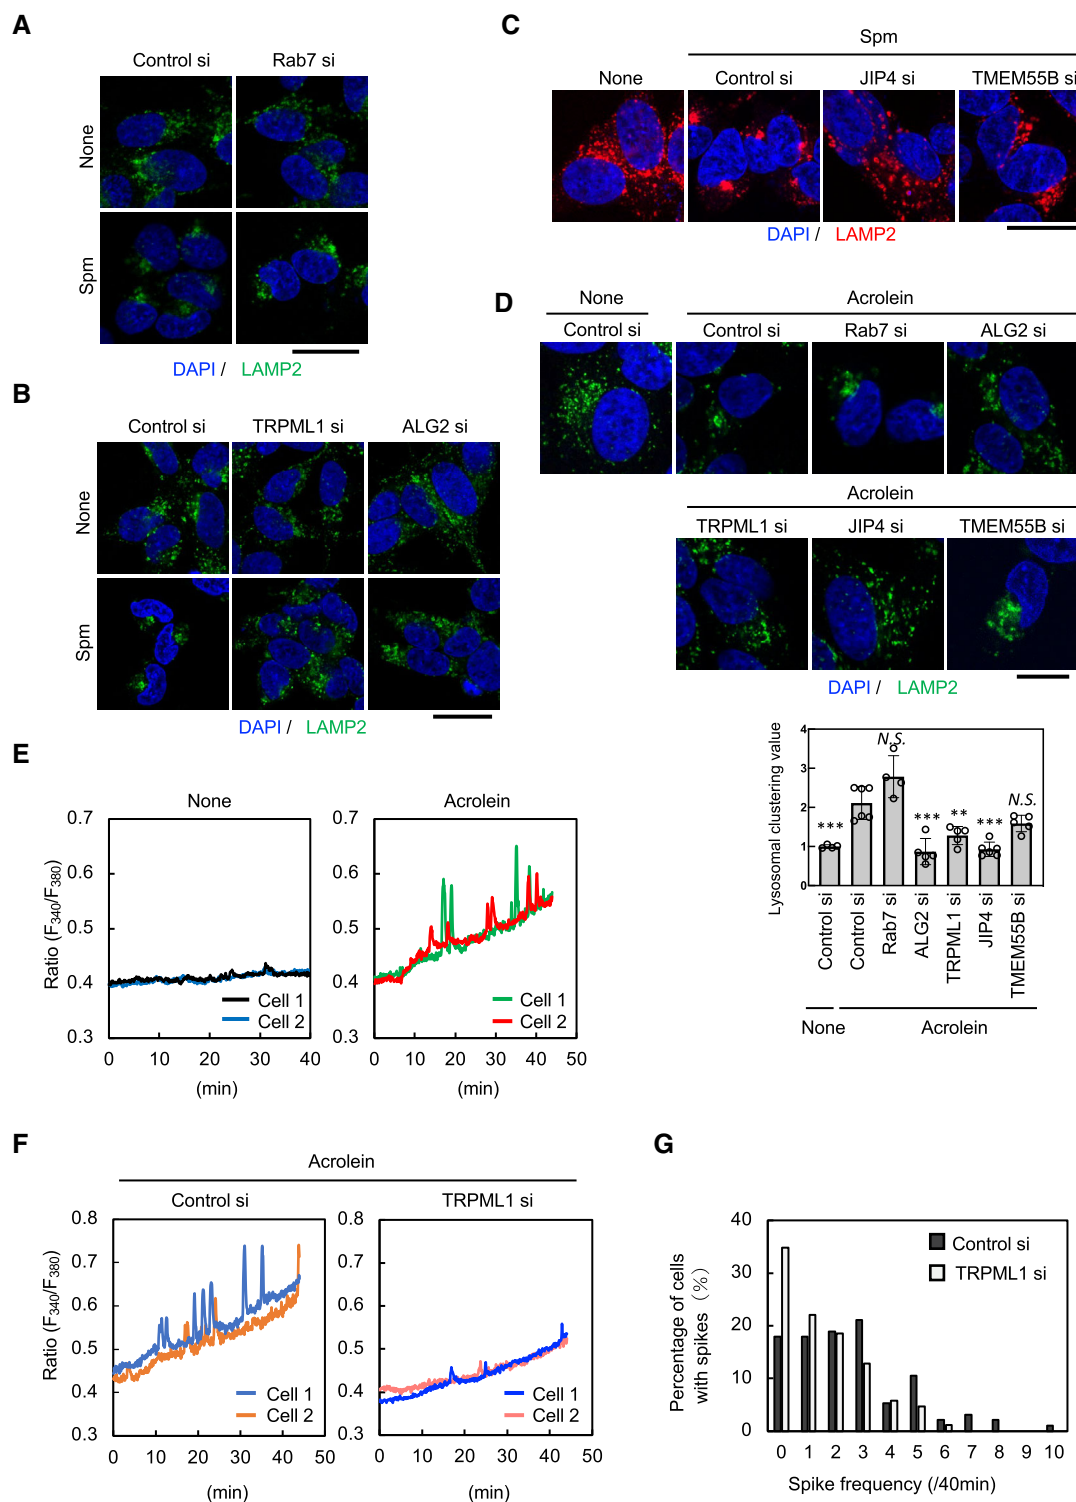 A
Control si Rab7 si
None
Spm
DAPI / LAMP2
B
Control si TRPML1 si ALG2 si
None
Spm
DAPI / LAMP2
C
Spm
None Control si JIP4 si TMEM55B si
DAPI / LAMP2
D
None Acrolein
Control si Control si Rab7 si ALG2 si
Acrolein
TRPML1 si JIP4 si TMEM55B si
DAPI / LAMP2
Lysosomal clustering value
4
3
2
1
0
***
N.S.
***
**
***
N.S.
Control si
Control si
Rab7 si
ALG2 si
TRPML1 si
JIP4 si
TMEM55B si
None Acrolein
E
None
Ratio (F340/F380)
0.7
0.6
0.5
0.4
0.3
Cell 1
Cell 2
0 10 20 30 40
(min)
Acrolein
0.7
0.6
0.5
0.4
0.3
Cell 1
Cell 2
0 10 20 30 40 50
(min)
F
Acrolein
Control si
Ratio (F340/F380)
0.8
0.7
0.6
0.5
0.4
0.3
Cell 1
Cell 2
0 10 20 30 40 50
(min)
TRPML1 si
0.8
0.7
0.6
0.5
0.4
0.3
Cell 1
Cell 2
0 10 20 30 40 50
(min)
G
Percentage of cells
with spikes (%)
40
30
20
10
0
Control si
TRPML1 si
0 1 2 3 4 5 6 7 8 9 10
Spike frequency (/40min)